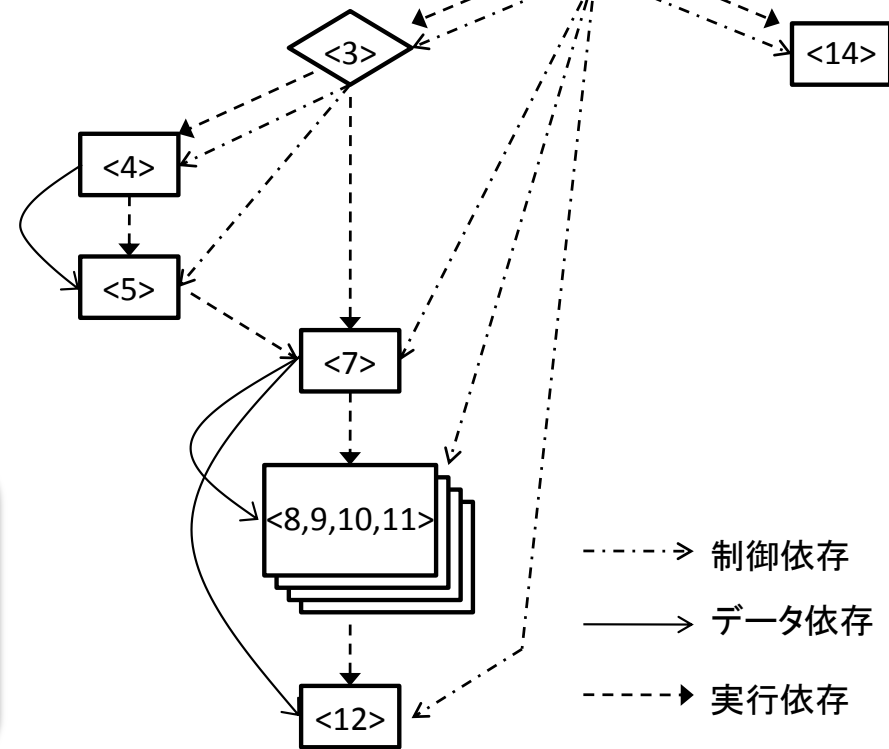 <3>
<14>
<4>
<5>
<7>
<8,9,10,11>
制御依存
データ依存
実行依存
<12>